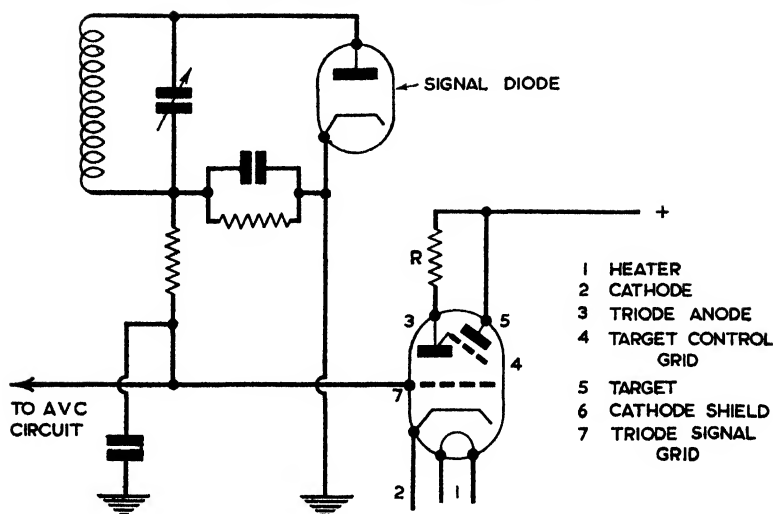 SIGNAL DIODE
+
R
3
5
4
7
2
1
TO AVC
CIRCUIT
1 HEATER
2 CATHODE
3 TRIODE ANODE
4 TARGET CONTROL
GRID
5 TARGET
6 CATHODE SHIELD
7 TRIODE SIGNAL
GRID